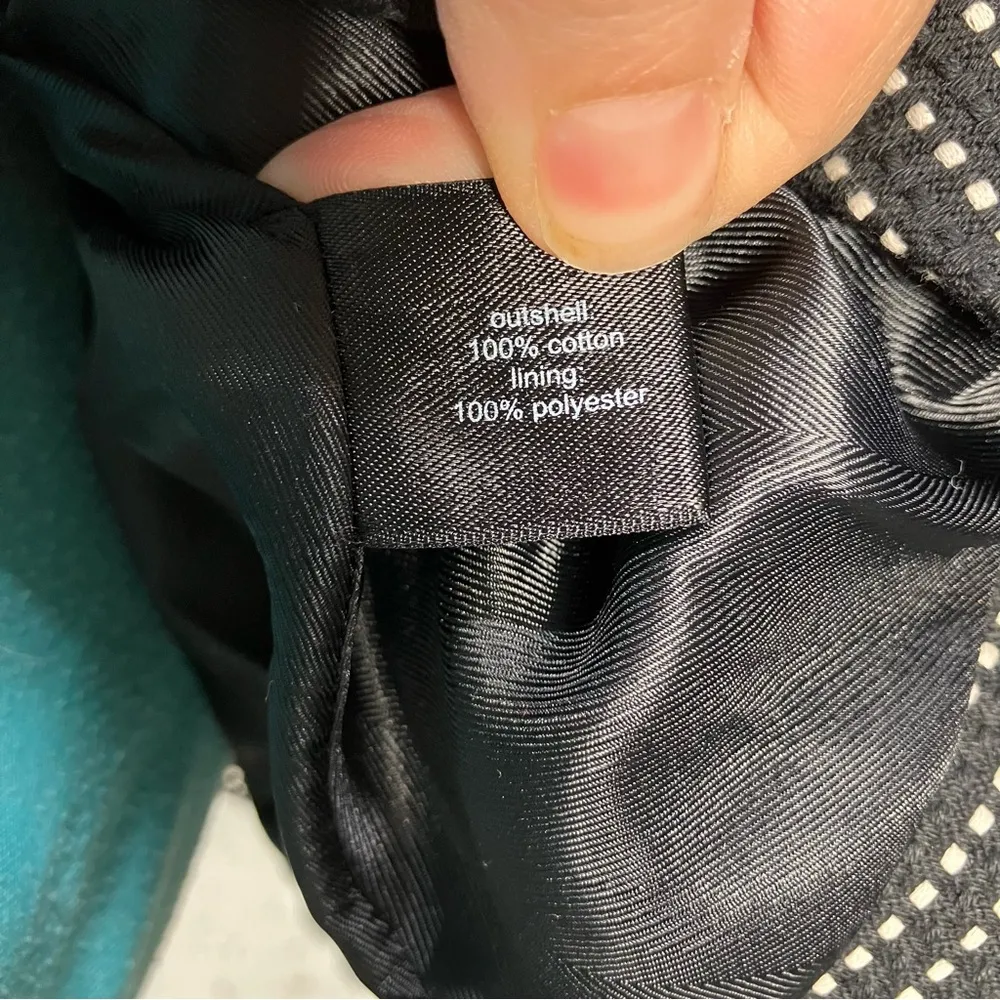 outshell:
100% cotton
lining:
100% polyester